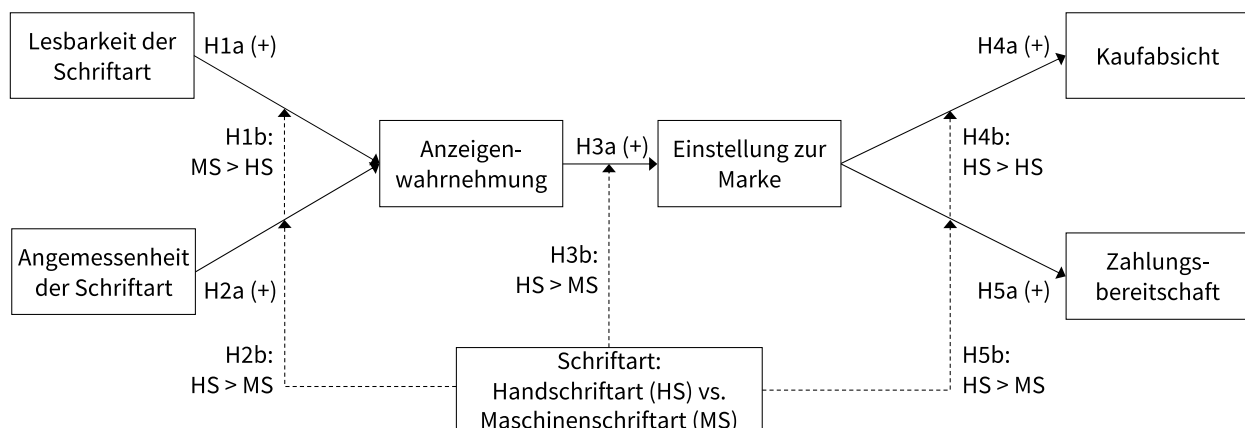 Lesbarkeit der
Schriftart
H1a (+)
H4a (+)
Kaufabsicht
H1b:
MS > HS
Anzeigen-
wahrnehmung
H3a (+)
Einstellung zur
Marke
H4b:
HS > HS
Angemessenheit
der Schriftart
H2a (+)
H3b:
HS > MS
H5a (+)
Zahlungs-
bereitschaft
H2b:
HS > MS
Schriftart:
Handschriftart (HS) vs.
Maschinenschriftart (MS)
H5b:
HS > MS